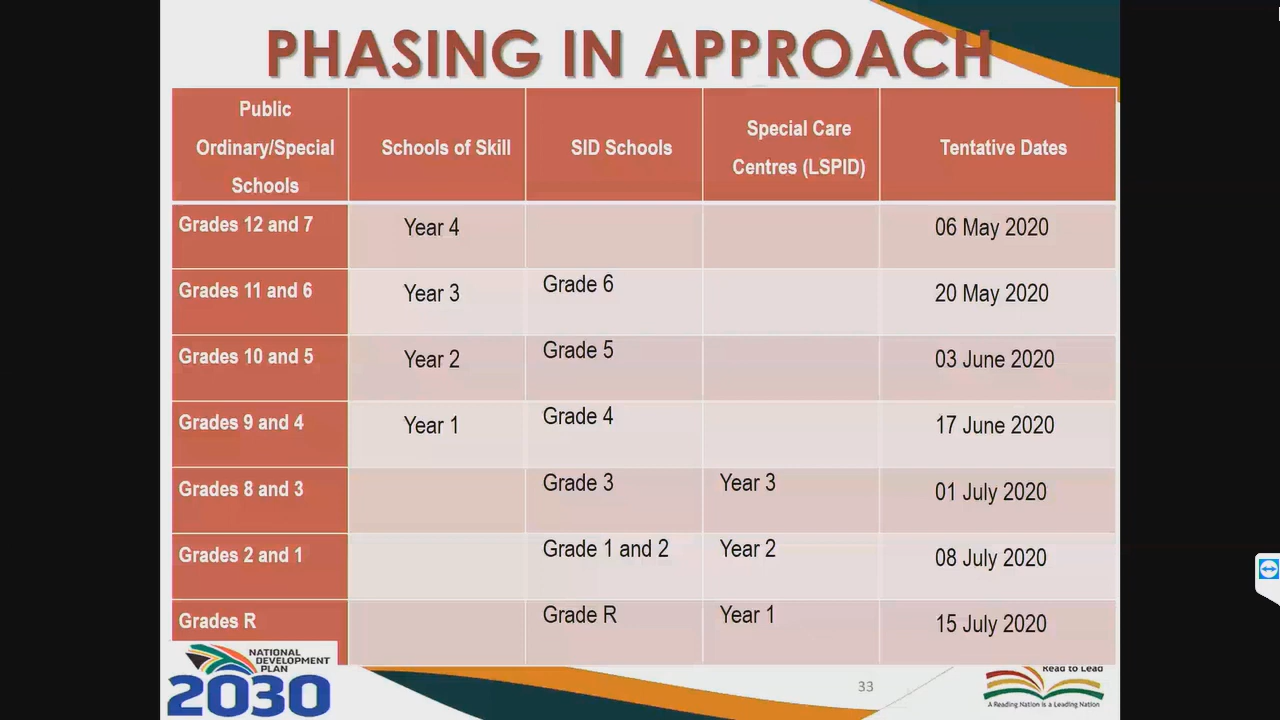 PHASING IN APPROACH
Public
Ordinary/Special
Schools
Schools of Skill
SID Schools
Special Care
Centres (LSPID)
Tentative Dates
Grades 12 and 7
Year 4
06 May 2020
Grades 11 and 6
Year 3
Grade 6
20 May 2020
Grades 10 and 5
Year 2
Grade 5
03 June 2020
Grades 9 and 4
Year 1
Grade 4
17 June 2020
Grades 8 and 3
Grade 3
Year 3
01 July 2020
Grades 2 and 1
Grade 1 and 2
Year 2
08 July 2020
Grades R
Grade R
Year 1
15 July 2020
NATIONAL
DEVELOPMENT
PLAN
2030
33
Read to Lead
A Reading Nation is a Leading Nation